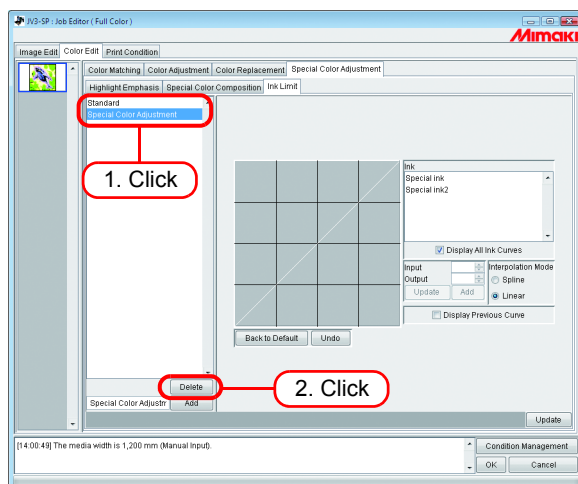 JV3-SP : Job Editor ( Full Color )
Mimaki
Image Edit Color Edit Print Condition
Color Matching Color Adjustment Color Replacement Special Color Adjustment
Highlight Emphasis Special Color Composition Ink Limit
Standard
Special Color Adjustment
1. Click
Ink
Special ink
Special ink2
Display All Ink Curves
Input
Output
Update Add
Interpolation Mode
Spline
Linear
Display Previous Curve
Back to Default Undo
Delete
2. Click
Special Color Adjustr Add
Update
[14:00:49] The media width is 1,200 mm (Manual Input).
Condition Management
OK Cancel